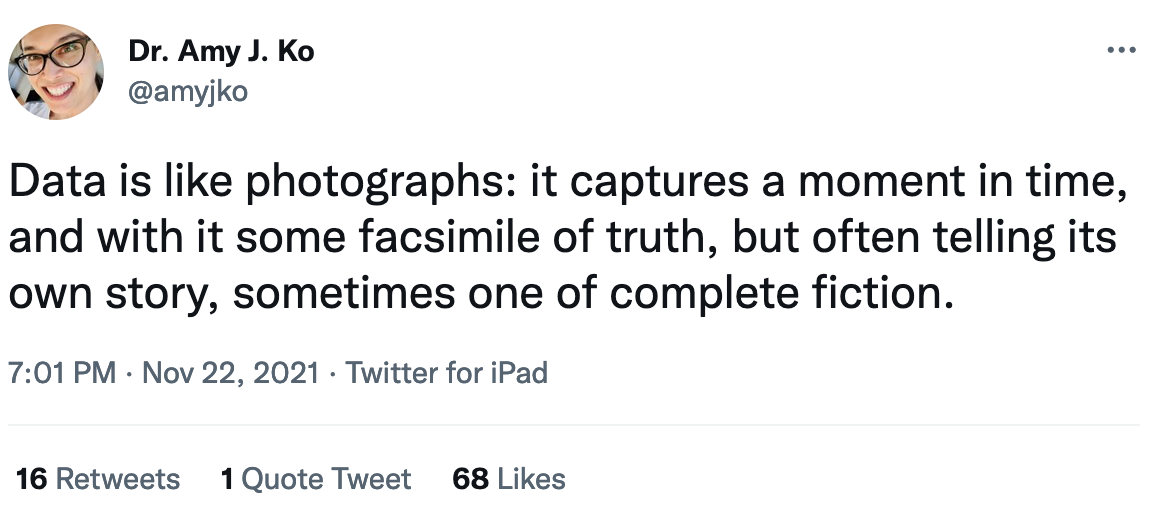 Dr. Amy J. Ko
@amyjko
Data is like photographs: it captures a moment in time,
and with it some facsimile of truth, but often telling its
own story, sometimes one of complete fiction.
7:01 PM · Nov 22, 2021 · Twitter for iPad
16 Retweets 1 Quote Tweet 68 Likes